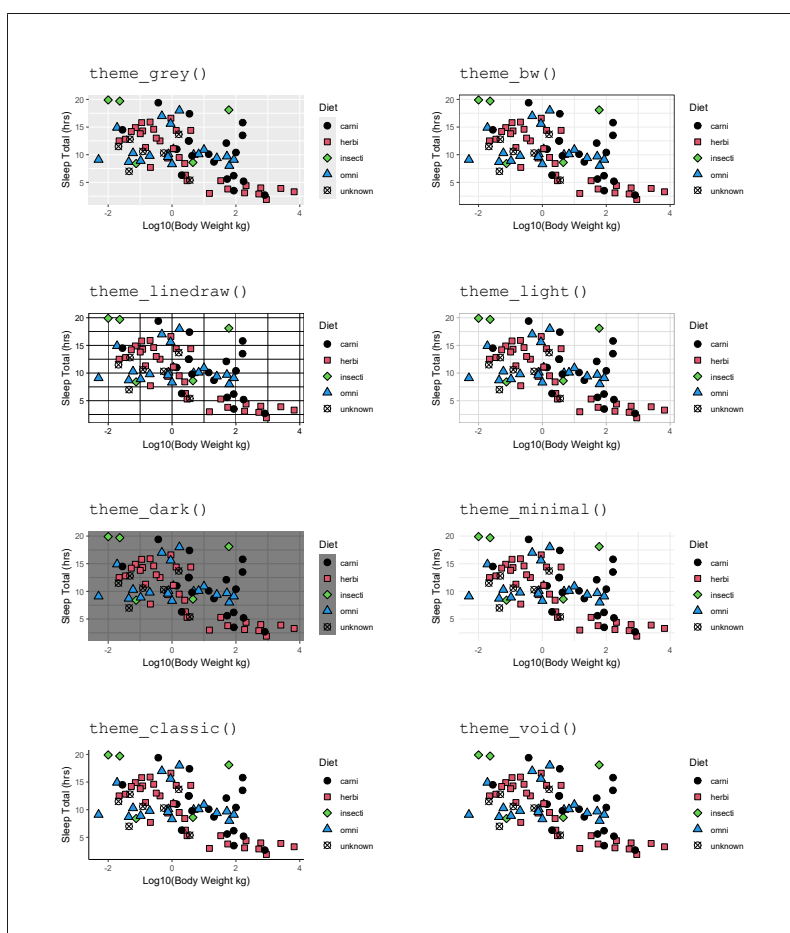 theme_grey()
20
15
10
5
Sleep Total (hrs)
-2 0 2 4
Log10(Body Weight kg)
Diet
carni
herbi
insecti
omni
unknown
theme_bw()
20
15
10
5
Sleep Total (hrs)
-2 0 2 4
Log10(Body Weight kg)
Diet
carni
herbi
insecti
omni
unknown
theme_linedraw()
20
15
10
5
Sleep Total (hrs)
-2 0 2 4
Log10(Body Weight kg)
Diet
carni
herbi
insecti
omni
unknown
theme_light()
20
15
10
5
Sleep Total (hrs)
-2 0 2 4
Log10(Body Weight kg)
Diet
carni
herbi
insecti
omni
unknown
theme_dark()
20
15
10
5
Sleep Total (hrs)
-2 0 2 4
Log10(Body Weight kg)
Diet
carni
herbi
insecti
omni
unknown
theme_minimal()
20
15
10
5
Sleep Total (hrs)
-2 0 2 4
Log10(Body Weight kg)
Diet
carni
herbi
insecti
omni
unknown
theme_classic()
20
15
10
5
Sleep Total (hrs)
-2 0 2 4
Log10(Body Weight kg)
Diet
carni
herbi
insecti
omni
unknown
theme_void()
Diet
carni
herbi
insecti
omni
unknown